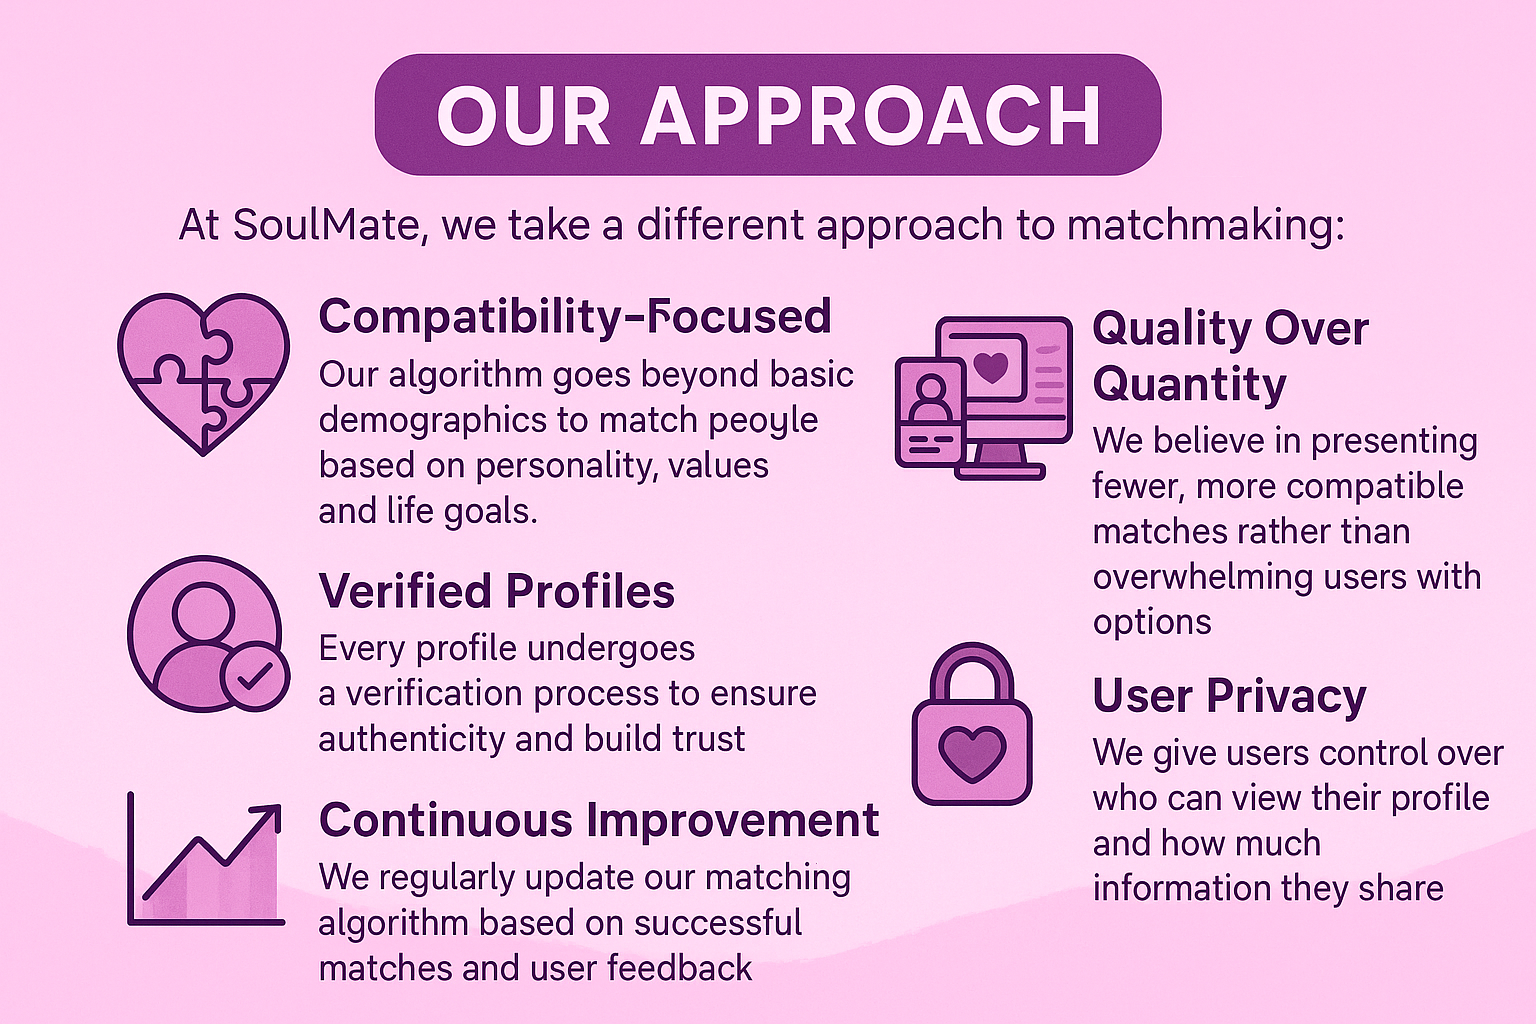 OUR APPROACH
At SoulMate, we take a different approach to matchmaking:
Compatibility-Focused
Our algorithm goes beyond basic
demographics to match peoyle
based on personality, values
and life goals.
Verified Profiles
Every profile undergoes
a verification process to ensure
authenticity and build trust
Continuous Improvement
We regularly update our matching
algorithm based on successful
matches and user feedback
Quality Over
Quantity
We believe in presenting
fewer, more compatible
matches rather than
overwhelming users with
options
User Privacy
We give users control over
who can view their profile
and how much
information they share